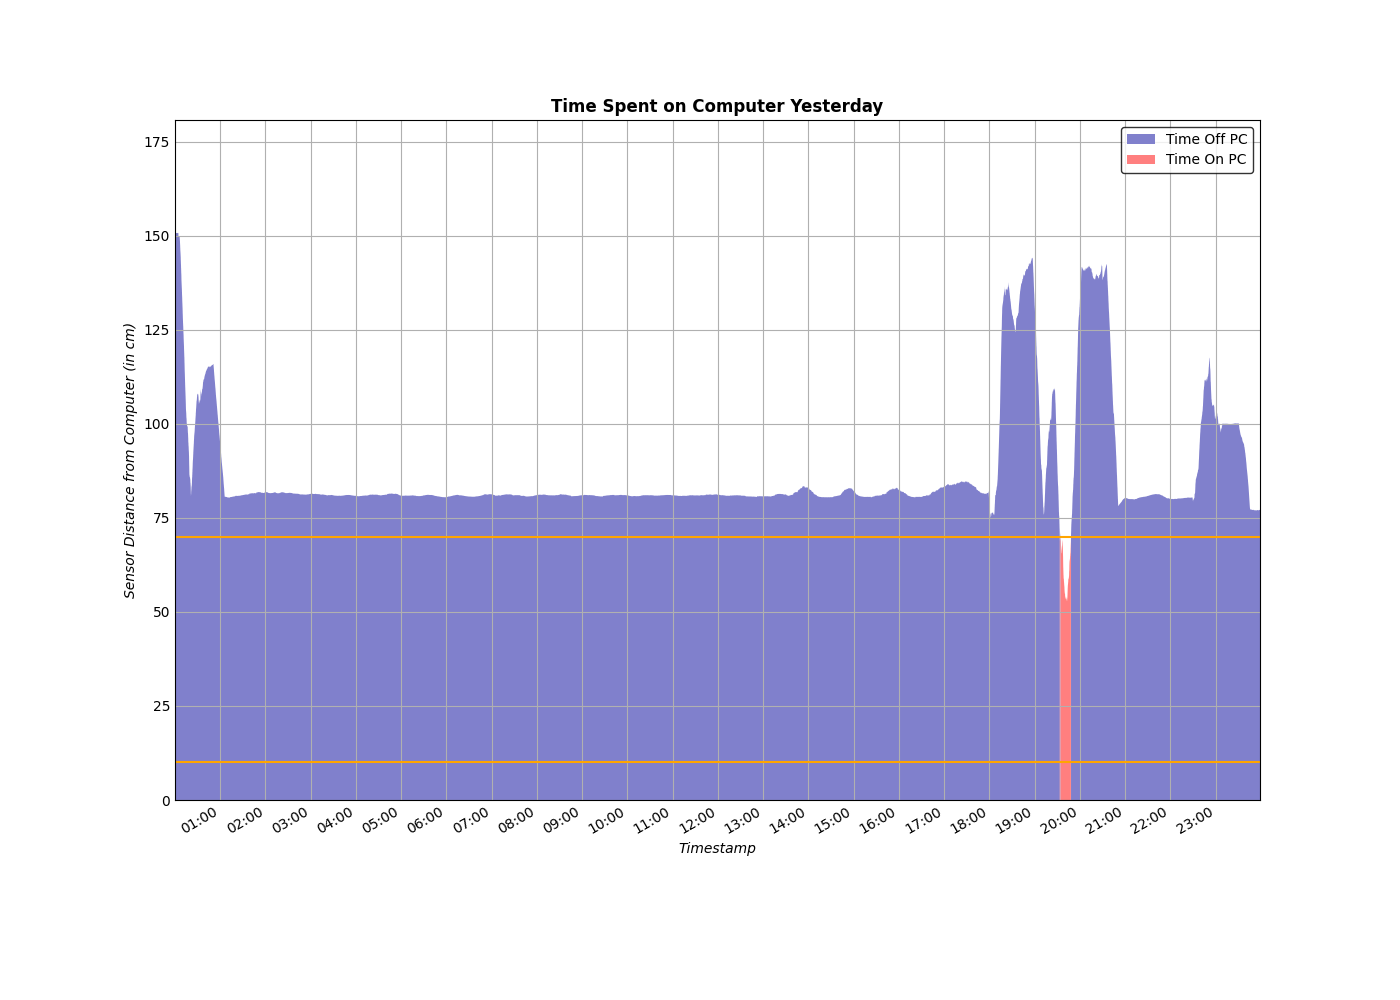 Time Spent on Computer Yesterday
Time Off PC
Time On PC
Sensor Distance from Computer (in cm)
175
150
125
100
75
50
25
0
01:00 02:00 03:00 04:00 05:00 06:00 07:00 08:00 09:00 10:00 11:00 12:00 13:00 14:00 15:00 16:00 17:00 18:00 19:00 20:00 21:00 22:00 23:00
Timestamp